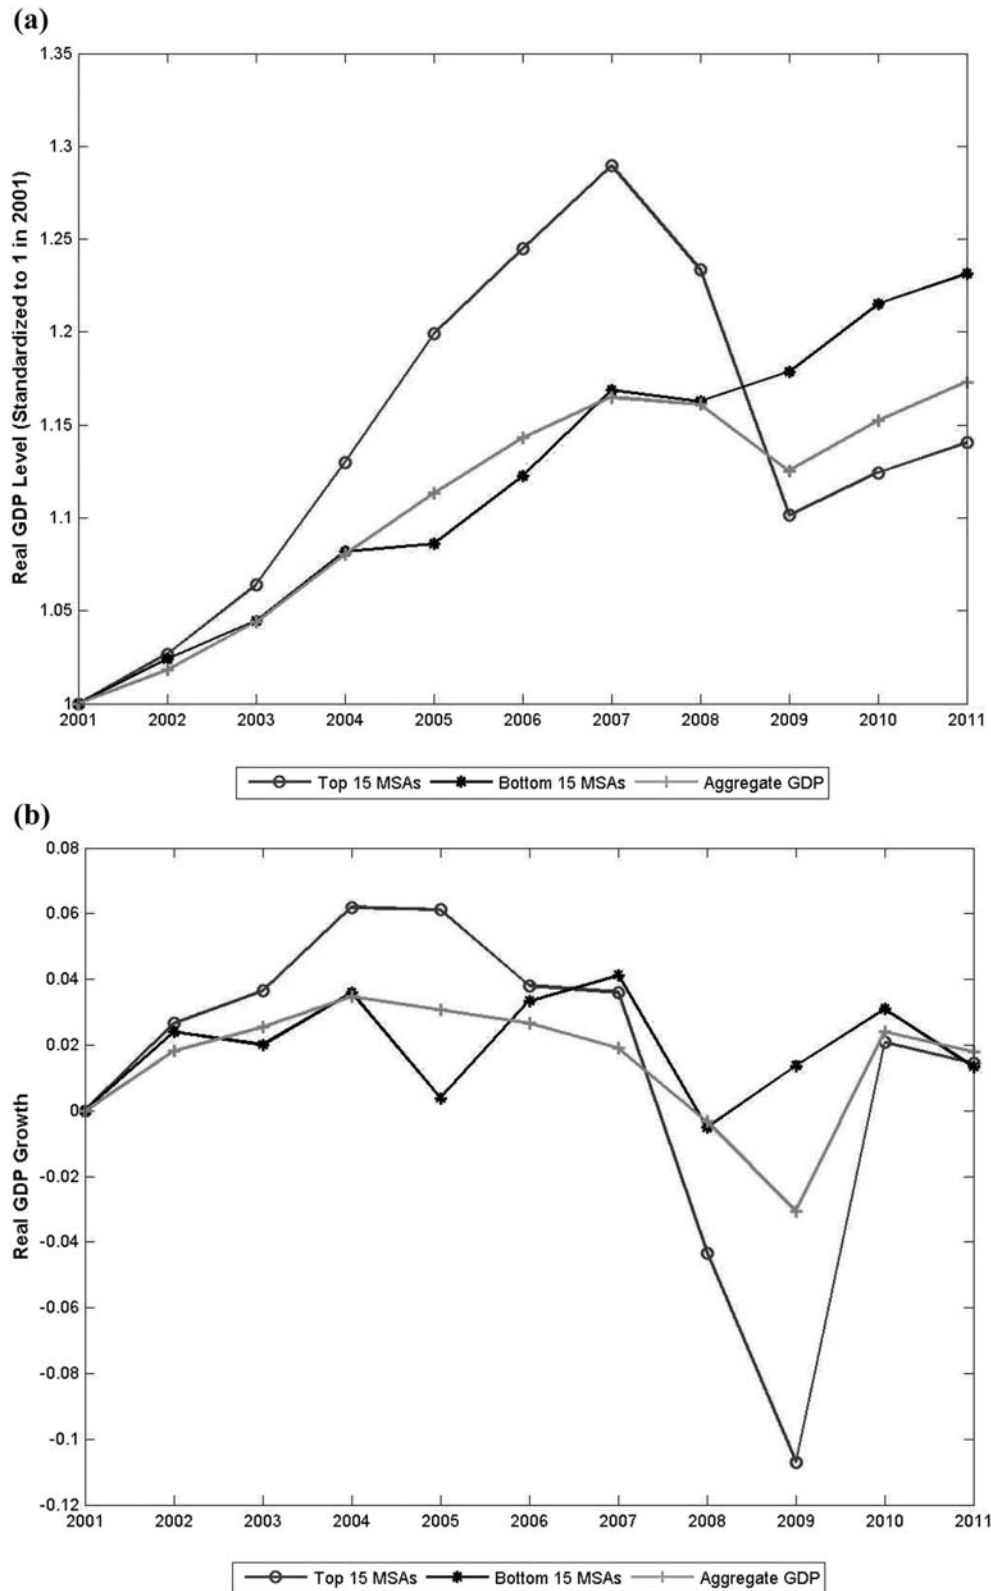 (a)
Real GDP Level (Standardized to 1 in 2001)
1.35
1.3
1.25
1.2
1.15
1.1
1.05
1
2001 2002 2003 2004 2005 2006 2007 2008 2009 2010 2011
Top 15 MSAs Bottom 15 MSAs Aggregate GDP
(b)
Real GDP Growth
0.08
0.06
0.04
0.02
0
-0.02
-0.04
-0.06
-0.08
-0.1
-0.12
2001 2002 2003 2004 2005 2006 2007 2008 2009 2010 2011
Top 15 MSAs Bottom 15 MSAs Aggregate GDP